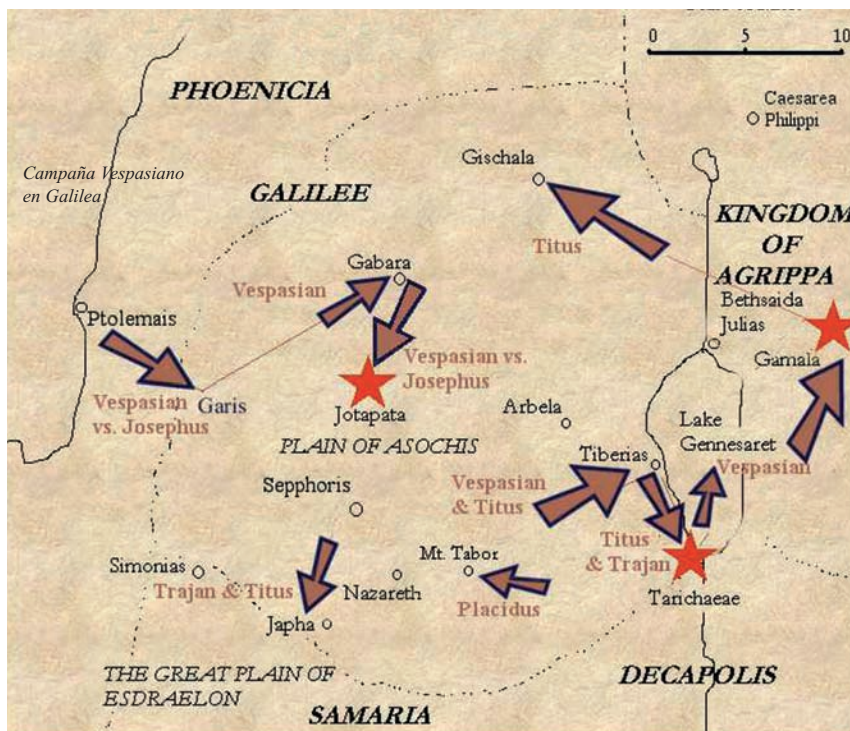 0 5 10
PHOENICIA
Caesarea
Philippi
Campaña Vespasiano
en Galilea
Gischala
GALILEE
KINGDOM
OF
AGRIPPA
Titus
Gabara
Vespasian
Bethsaida
Julias
Ptolemais
Gamala
Vespasian vs.
Josephus
Vespasian
vs. Josephus
Garis
Jotapata
Arbela
Lake
Gennesaret
PLAIN OF ASOCHIS
Tiberias
Vespasian
Sepphoris
Vespasian
& Titus
Titus
& Trajan
Mt. Tabor
Simonias
Trajan & Titus
Nazareth
Placidus
Tarichaeae
Japha
THE GREAT PLAIN OF
ESDRAELON
DECAPOLIS
SAMARIA